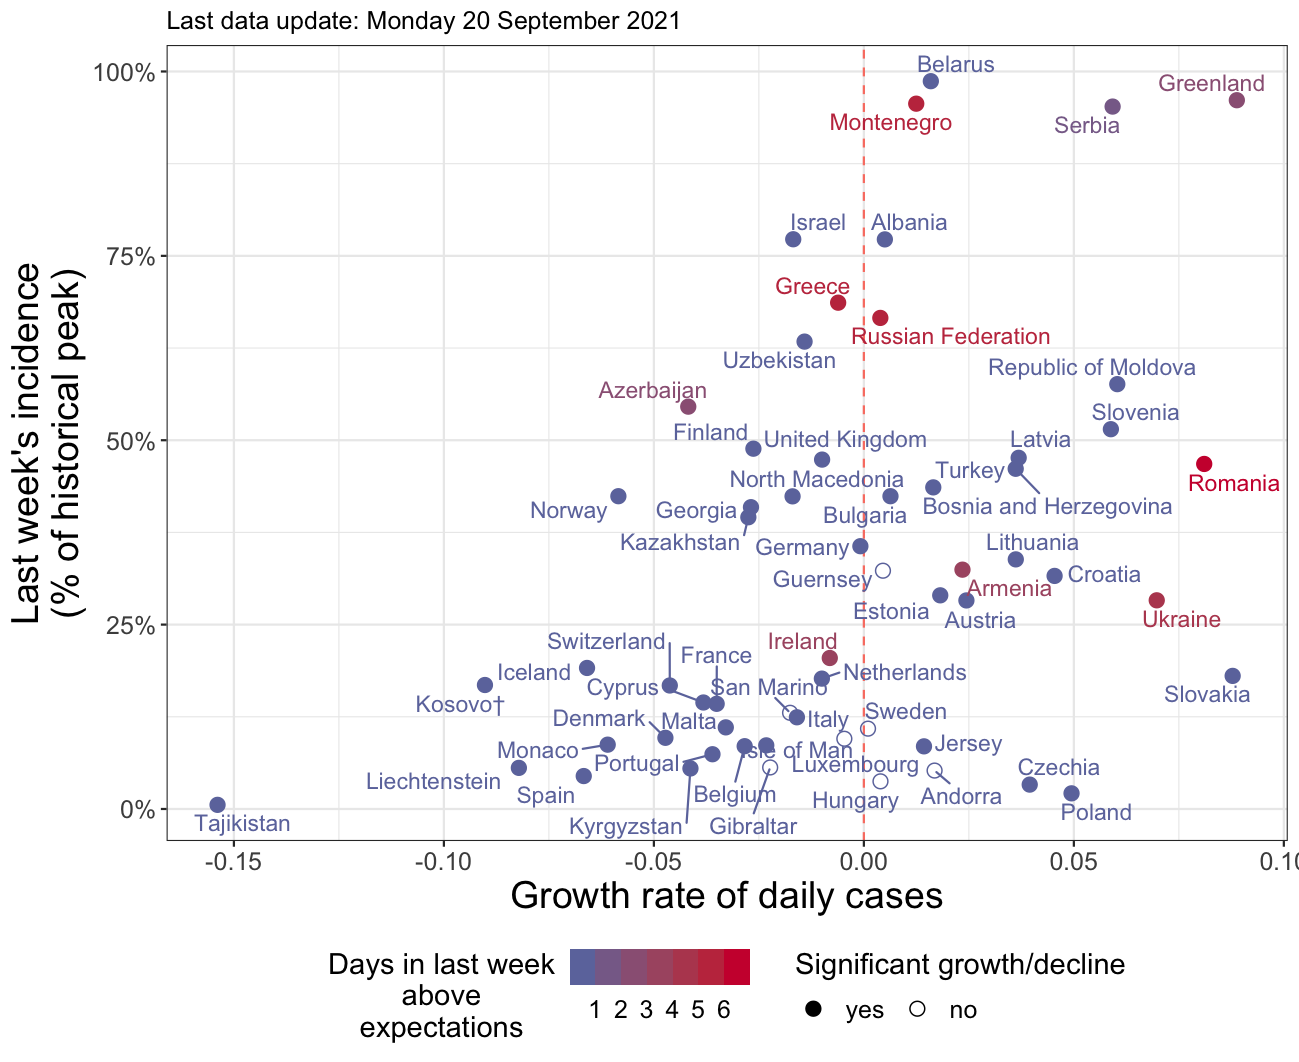 Last data update: Monday 20 September 2021
Last week's incidence
(% of historical peak)
100%
75%
50%
25%
0%
Belarus
Greenland
Montenegro
Serbia
Israel
Albania
Greece
Russian Federation
Uzbekistan
Republic of Moldova
Azerbaijan
Slovenia
Finland
United Kingdom
Latvia
Turkey
North Macedonia
Romania
Norway
Georgia
Bulgaria
Bosnia and Herzegovina
Kazakhstan
Germany
Lithuania
Guernsey
Croatia
Armenia
Estonia
Austria
Ukraine
Switzerland
Ireland
France
Iceland
Netherlands
Cyprus
San Marino
Slovakia
Kosovo†
Denmark
Malta
Italy
Sweden
Monaco
Isle of Man
Jersey
Portugal
Luxembourg
Czechia
Liechtenstein
Spain
Belgium
Hungary
Andorra
Poland
Tajikistan
Kyrgyzstan
Gibraltar
-0.15
-0.10
-0.05
0.00
0.05
0.10
Growth rate of daily cases
Days in last week
above
expectations
1 2 3 4 5 6
Significant growth/decline
yes
no